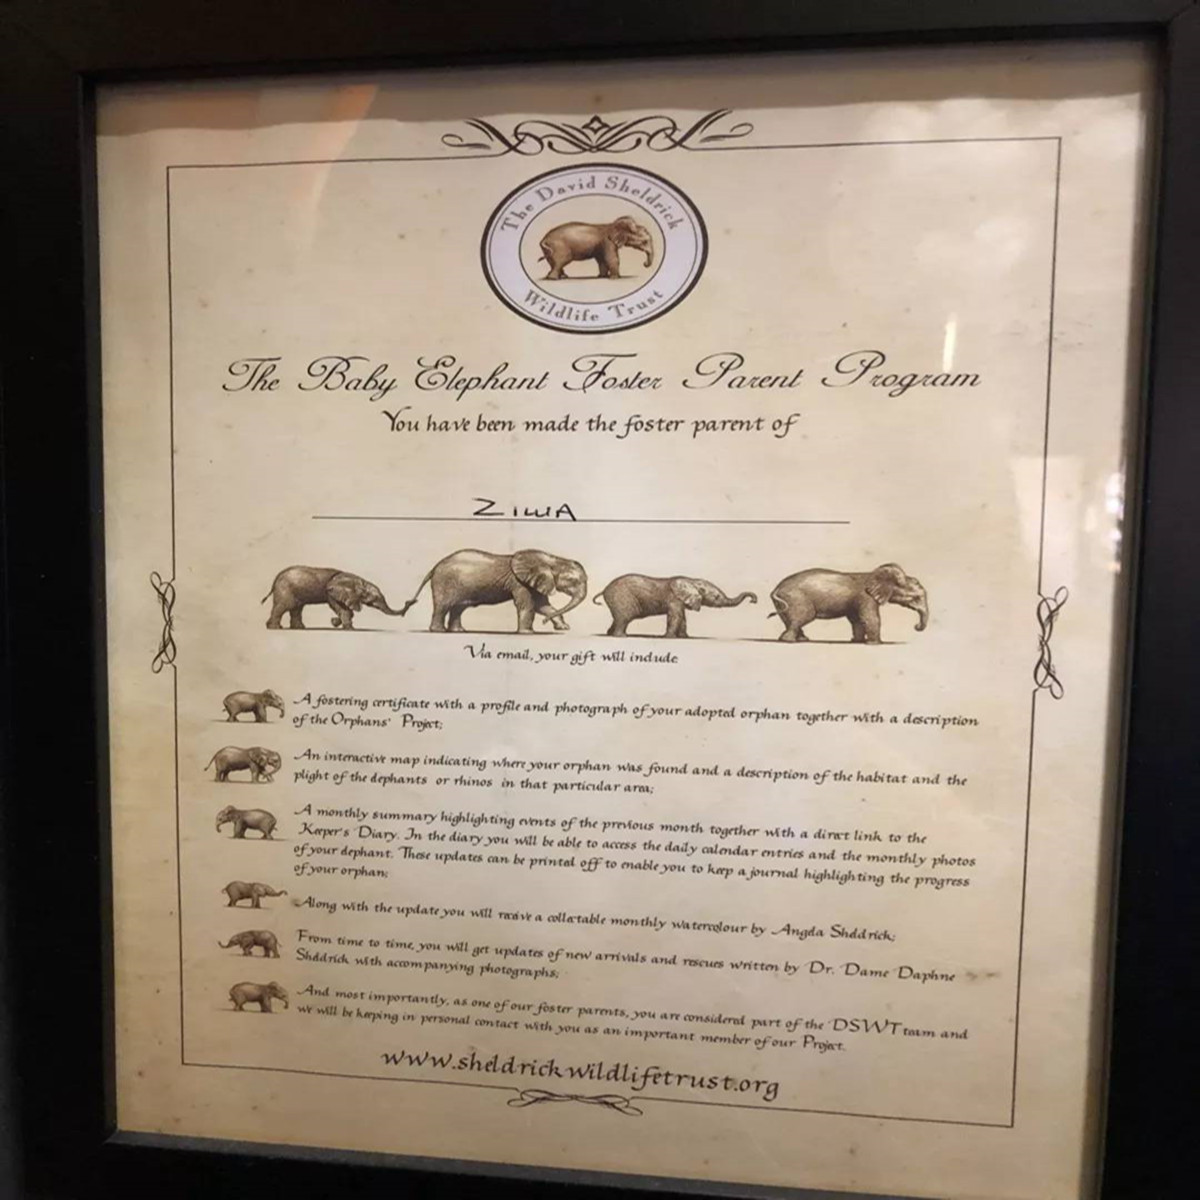 The David Sheldrick
Wildlife Trust
The Baby Elephant Foster Parent Program
You have been made the foster parent of
ZIWA
Via email, your gift will include
A fostering certificate with a profile and photograph of your adopted orphan together with a description
of the Orphans' Project;
An interactive map indicating where your orphan was found and a description of the habitat and the
plight of the elephants or rhinos in that particular area;
A monthly summary highlighting events of the previous month together with a direct link to the
Keeper's Diary. In the diary you will be able to access the daily calendar entries and the monthly photos
of your elephant. These updates can be printed off to enable you to keep a journal highlighting the progress
of your orphan;
Along with the update you will receive a collectable monthly watercolour by Angela Sheldrick;
From time to time, you will get updates of new arrivals and rescues written by Dr. Dame Daphne
Sheldrick with accompanying photographs;
And most importantly, as one of our foster parents, you are considered part of the DSWT team and
we will be keeping in personal contact with you as an important member of our Project.
www.sheldrickwildlifetrust.org